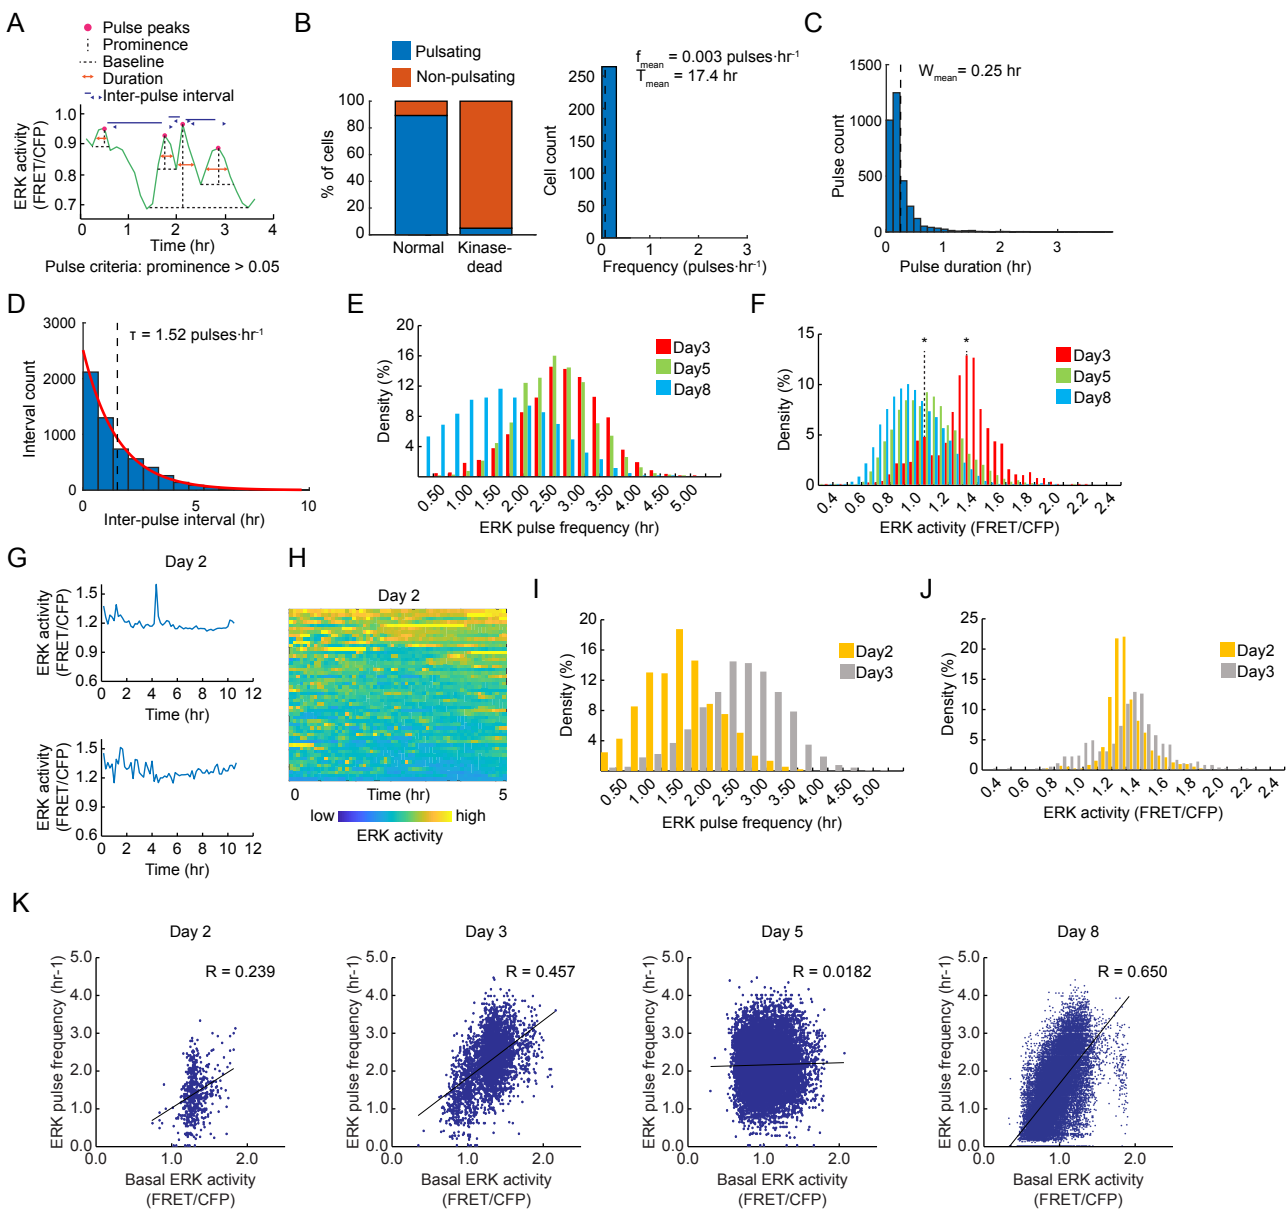 A
Pulse peaks
Prominence
Baseline
Duration
Inter-pulse interval
ERK activity
(FRET/CFP)
1.0
0.9
0.8
0.7
0
1
2
3
4
Time (hr)
Pulse criteria: prominence > 0.05
B
Pulsating
Non-pulsating
% of cells
100
80
60
40
20
0
Normal
Kinase-
dead
fmean = 0.003 pulses·hr-1
Tmean = 17.4 hr
Cell count
250
200
150
100
50
0
0
1
2
3
Frequency (pulses·hr-1)
C
Wmean = 0.25 hr
Pulse count
1500
1000
500
0
0
1
2
3
Pulse duration (hr)
D
τ = 1.52 pulses·hr-1
Interval count
3000
2000
1000
0
0
5
10
Inter-pulse interval (hr)
E
Density (%)
20
16
12
8
4
Day3
Day5
Day8
0.50 1.00 1.50 2.00 2.50 3.00 3.50 4.00 4.50 5.00
ERK pulse frequency (hr)
F
Density (%)
15
10
5
0
* *
Day3
Day5
Day8
0.4 0.6 0.8 1.0 1.2 1.4 1.6 1.8 2.0 2.2 2.4
ERK activity (FRET/CFP)
G
Day 2
ERK activity
(FRET/CFP)
1.5
1.2
0.9
0.6
0 2 4 6 8 10 12
Time (hr)
ERK activity
(FRET/CFP)
1.5
1.2
0.9
0.6
0 2 4 6 8 10 12
Time (hr)
H
Day 2
0
Time (hr)
5
low
high
ERK activity
I
Density (%)
20
16
12
8
4
Day2
Day3
0.50 1.00 1.50 2.00 2.50 3.00 3.50 4.00 4.50 5.00
ERK pulse frequency (hr)
J
Density (%)
25
20
15
10
5
0
Day2
Day3
0.4 0.6 0.8 1.0 1.2 1.4 1.6 1.8 2.0 2.2 2.4
ERK activity (FRET/CFP)
K
Day 2
R = 0.239
ERK pulse frequency (hr-1)
5.0
4.0
3.0
2.0
1.0
0.0
0.0 1.0 2.0
Basal ERK activity
(FRET/CFP)
Day 3
R = 0.457
ERK pulse frequency (hr-1)
5.0
4.0
3.0
2.0
1.0
0.0
0.0 1.0 2.0
Basal ERK activity
(FRET/CFP)
Day 5
R = 0.0182
ERK pulse frequency (hr-1)
5.0
4.0
3.0
2.0
1.0
0.0
0.0 1.0 2.0
Basal ERK activity
(FRET/CFP)
Day 8
R = 0.650
ERK pulse frequency (hr-1)
5.0
4.0
3.0
2.0
1.0
0.0
0.0 1.0 2.0
Basal ERK activity
(FRET/CFP)